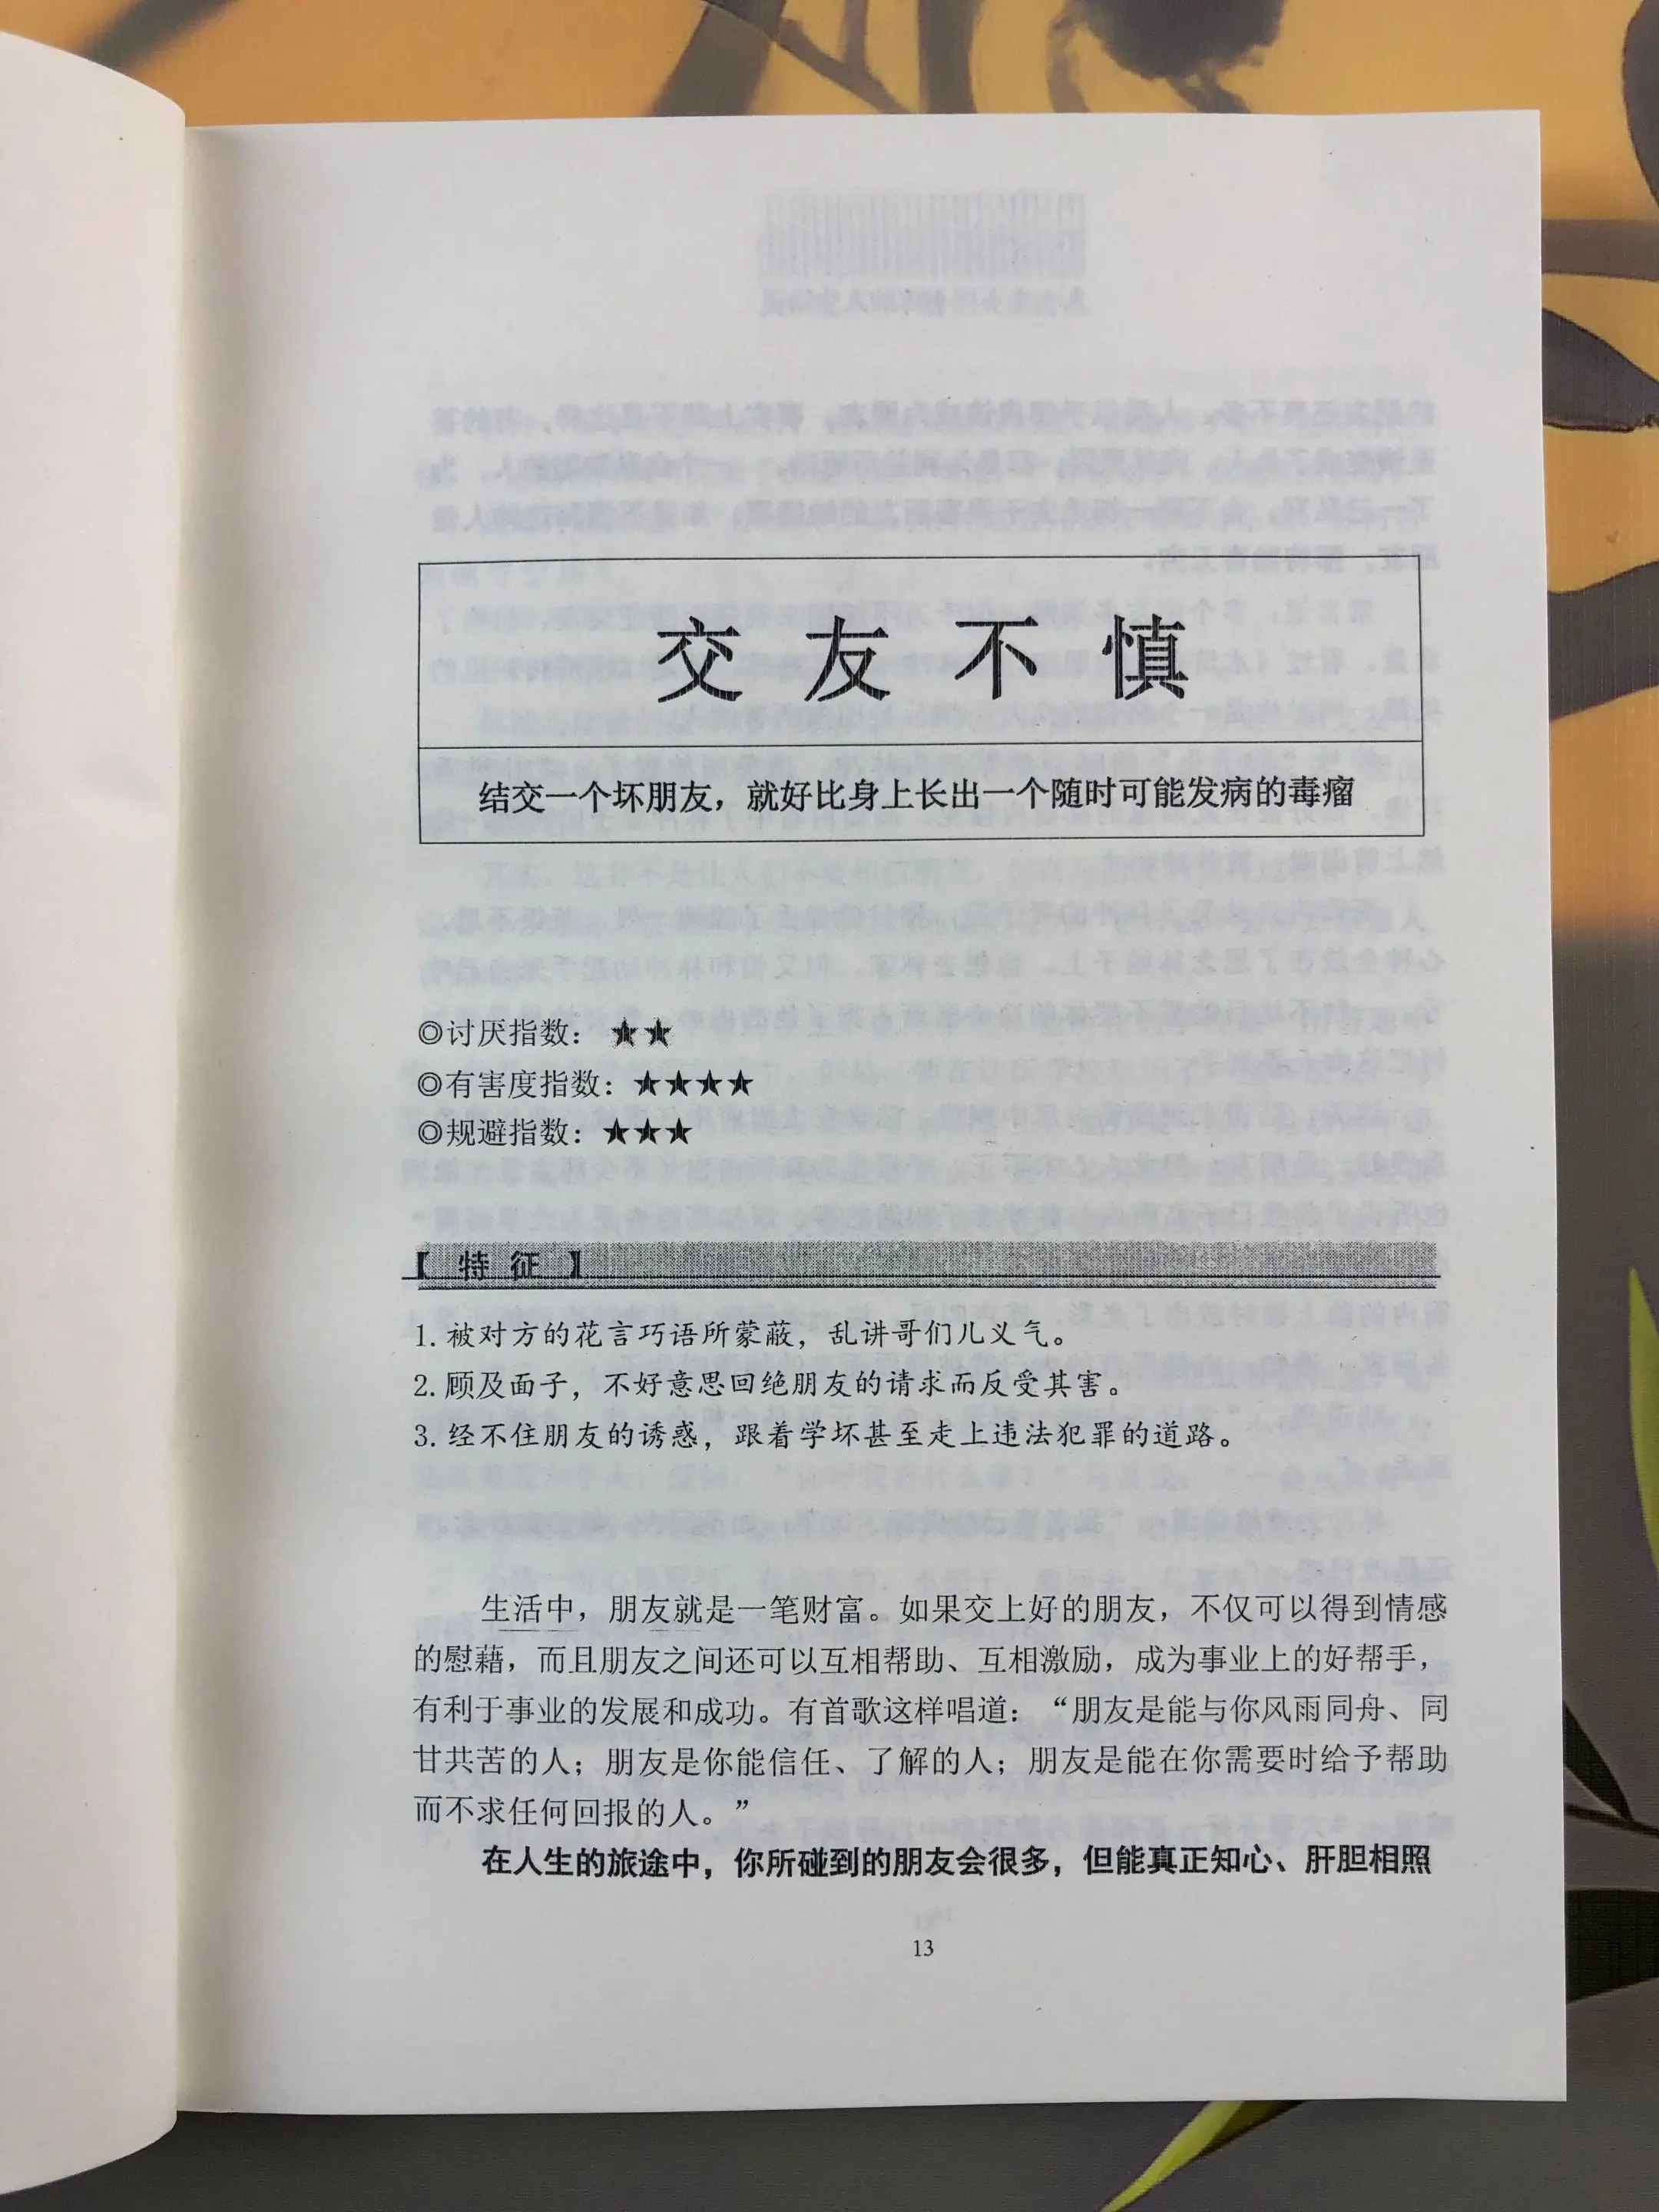 交友不慎
结交一个坏朋友，就好比身上长出一个随时可能发病的毒瘤
◎讨厌指数：★★
◎有害度指数：★★★★
◎规避指数：★★★
【特征】
1. 被对方的花言巧语所蒙蔽，乱讲哥们儿义气。
2. 顾及面子，不好意思回绝朋友的请求而反受其害。
3. 经不住朋友的诱惑，跟着学坏甚至走上违法犯罪的道路。
生活中，朋友就是一笔财富。如果交上好的朋友，不仅可以得到情感
的慰藉，而且朋友之间还可以互相帮助、互相激励，成为事业上的好帮手，
有利于事业的发展和成功。有首歌这样唱道：“朋友是能与你风雨同舟、同
甘共苦的人；朋友是你能信任、了解的人；朋友是能在你需要时给予帮助
而不求任何回报的人。”
在人生的旅途中，你所碰到的朋友会很多，但能真正知心、肝胆相照
13